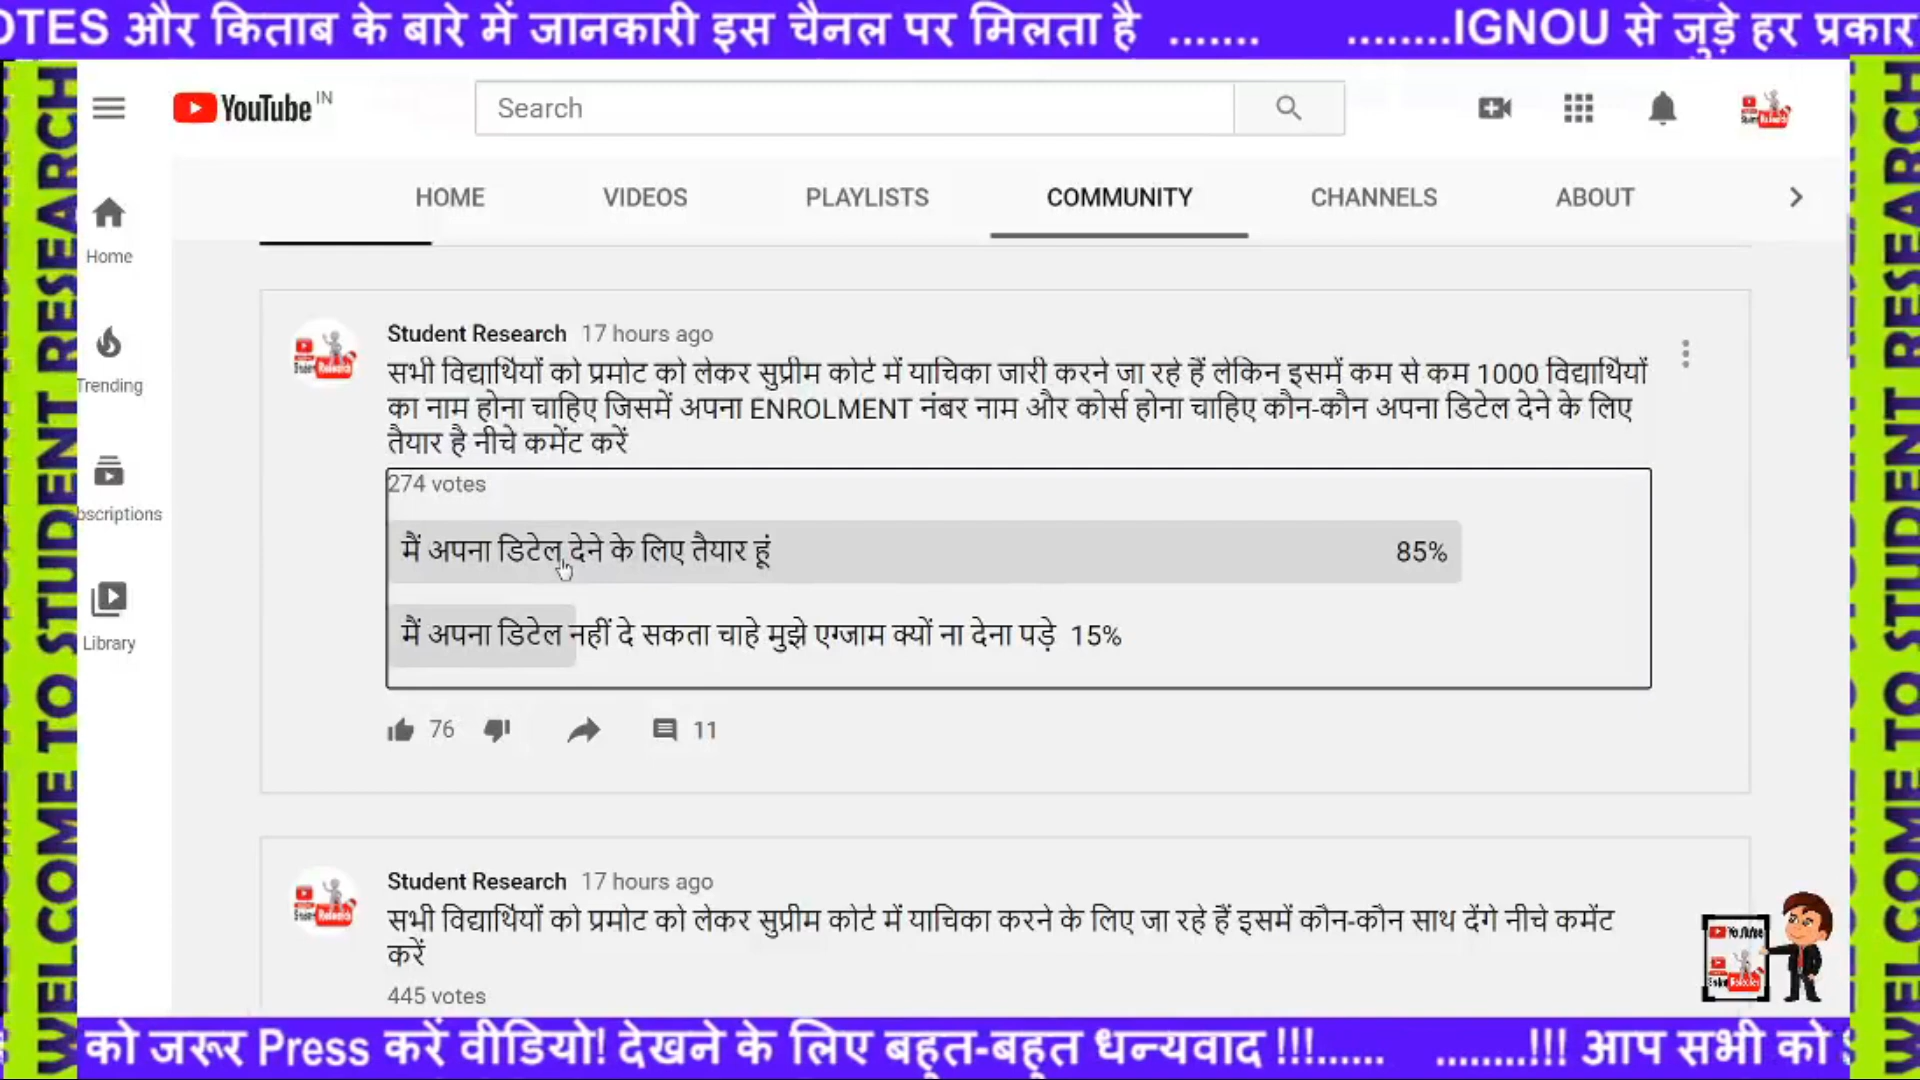 OTES और किताब के बारे में जानकारी इस चैनल पर मिलता है ....... ........IGNOU से जुड़े हर प्रकार
YouTube IN
Search
HOME VIDEOS PLAYLISTS COMMUNITY CHANNELS ABOUT
Home
Trending
bscriptions
Library
Student Research 17 hours ago
सभी विद्यार्थियों को प्रमोट को लेकर सुप्रीम कोर्ट में याचिका जारी करने जा रहे हैं लेकिन इसमें कम से कम 1000 विद्यार्थियों
का नाम होना चाहिए जिसमें अपना ENROLMENT नंबर नाम और कोर्स होना चाहिए कौन-कौन अपना डिटेल देने के लिए
तैयार है नीचे कमेंट करें
274 votes
मैं अपना डिटेल देने के लिए तैयार हूं 85%
मैं अपना डिटेल नहीं दे सकता चाहे मुझे एग्जाम क्यों ना देना पड़े 15%
76 11
Student Research 17 hours ago
सभी विद्यार्थियों को प्रमोट को लेकर सुप्रीम कोर्ट में याचिका करने के लिए जा रहे हैं इसमें कौन-कौन साथ देंगे नीचे कमेंट
करें
445 votes
को जरूर Press करें वीडियो! देखने के लिए बहुत-बहुत धन्यवाद !!!...... ........!!! आप सभी को
WELCOME TO STUDENT RESEARCH
WELCOME TO STUDENT RESEARCH